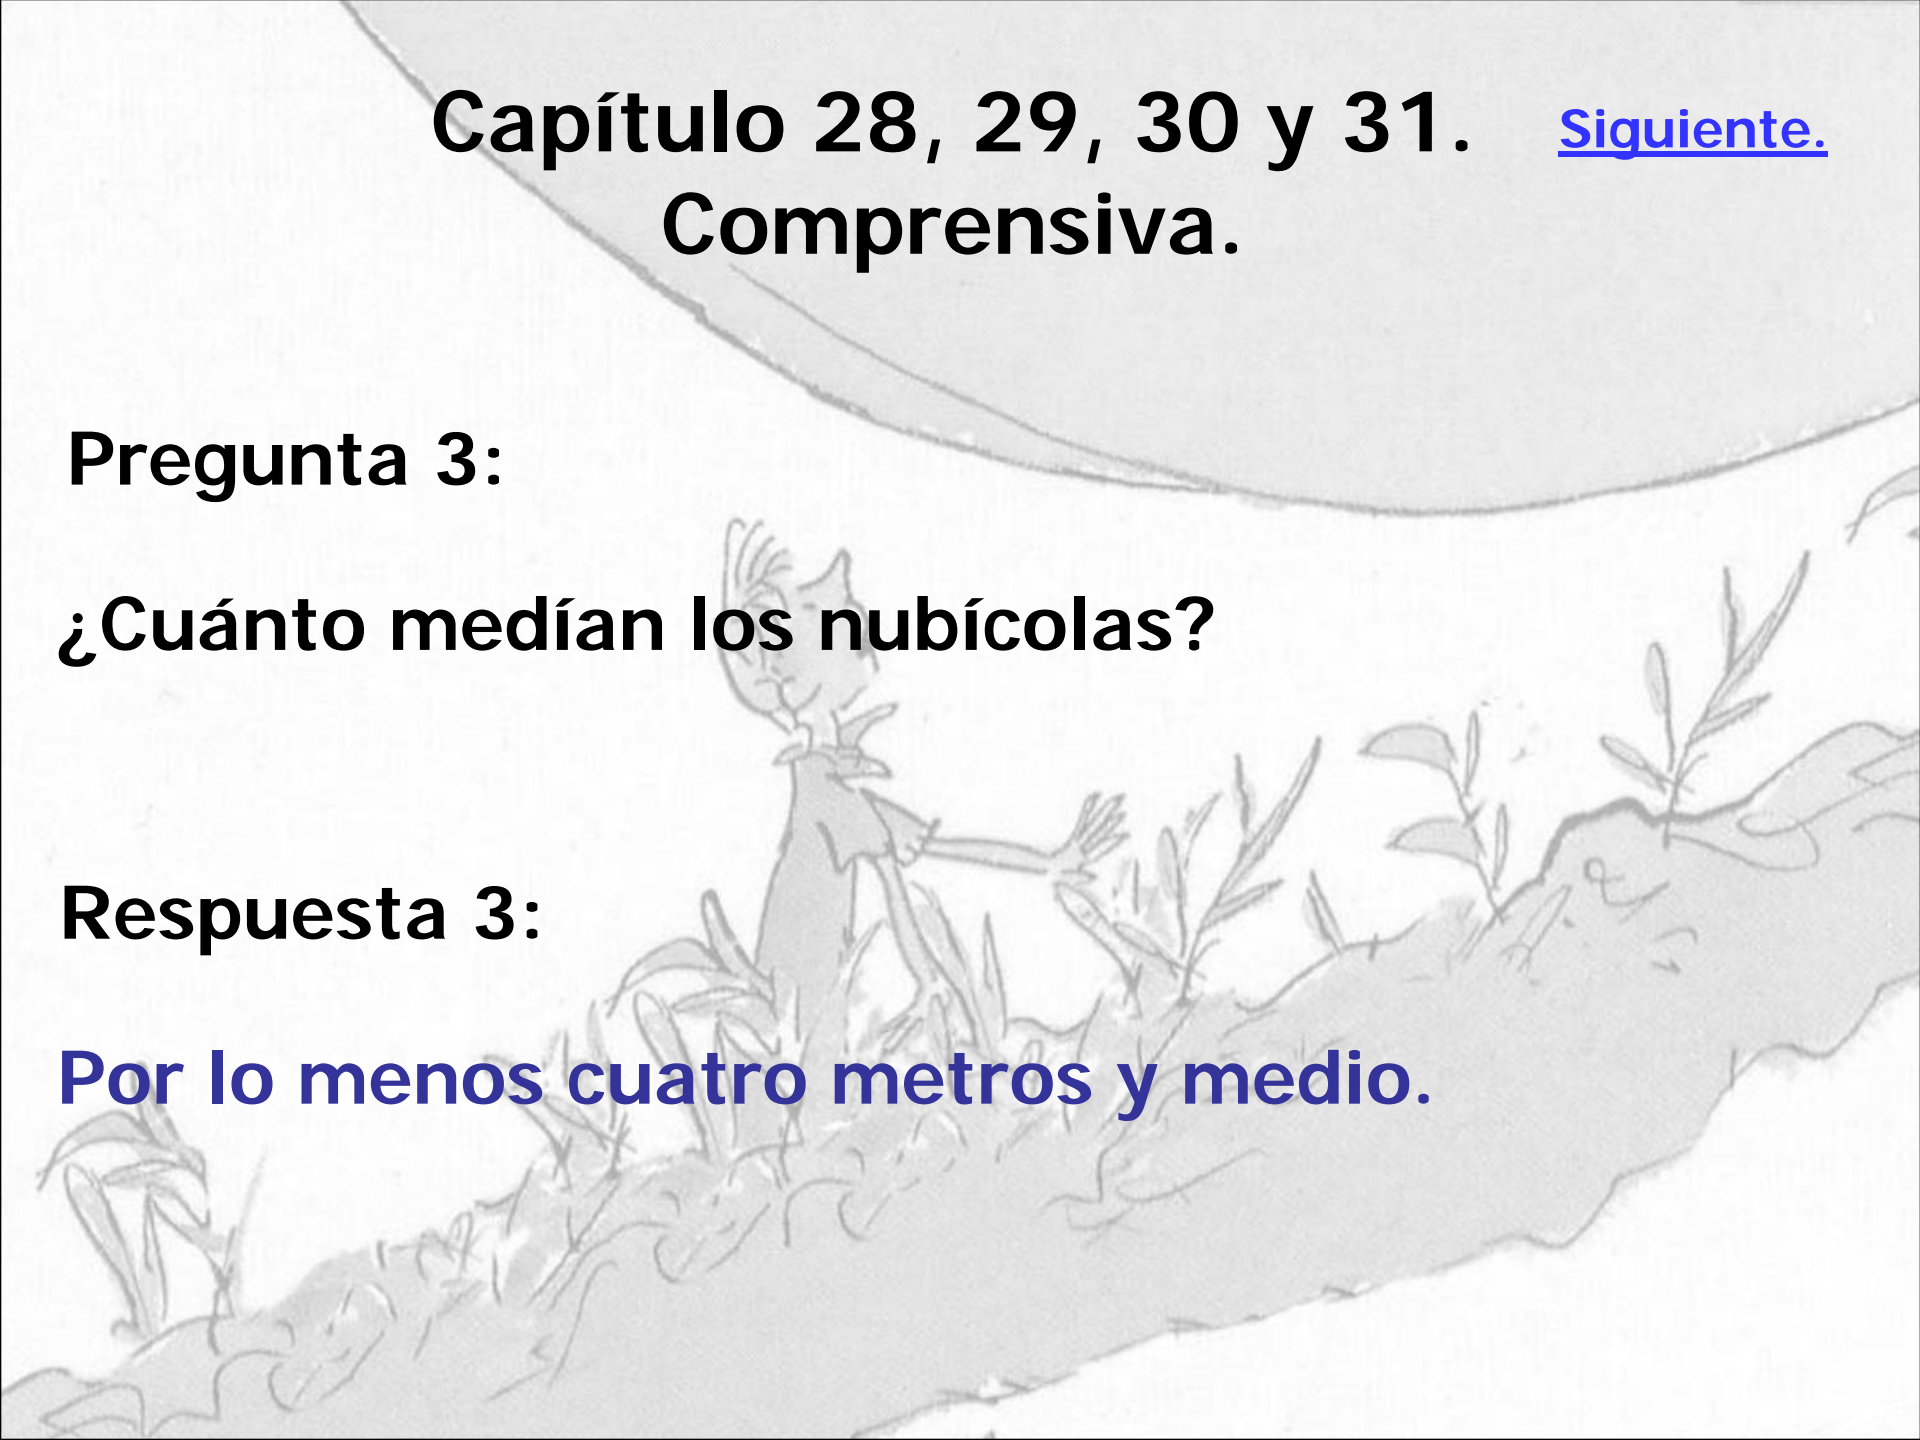 Capítulo 28, 29, 30 y 31. Siguiente.
Comprensiva.
Pregunta 3:
¿Cuánto medían los nubícolas?
Respuesta 3:
Por lo menos cuatro metros y medio.